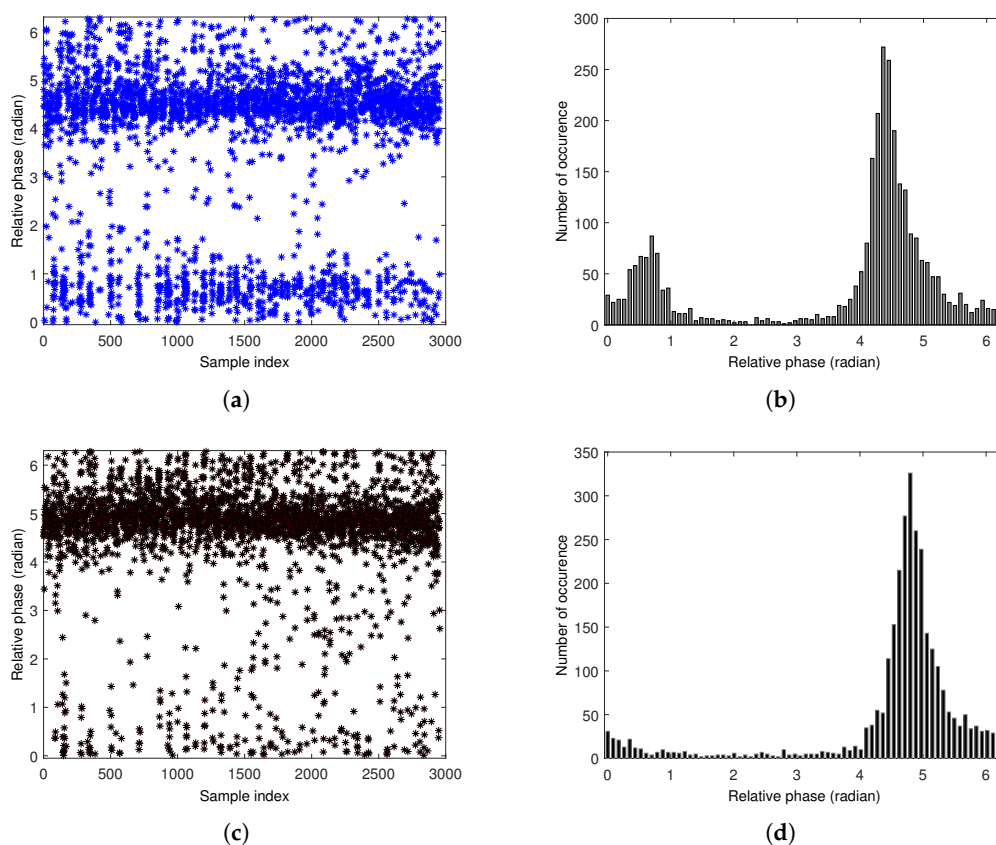 6
5
4
3
2
1
0
Relative phase (radian)
0 500 1000 1500 2000 2500 3000
Sample index
(a)
300
250
200
150
100
50
0
Number of occurence
0 1 2 3 4 5 6
Relative phase (radian)
(b)
6
5
4
3
2
1
0
Relative phase (radian)
0 500 1000 1500 2000 2500 3000
Sample index
(c)
350
300
250
200
150
100
50
0
Number of occurence
0 1 2 3 4 5 6
Relative phase (radian)
(d)